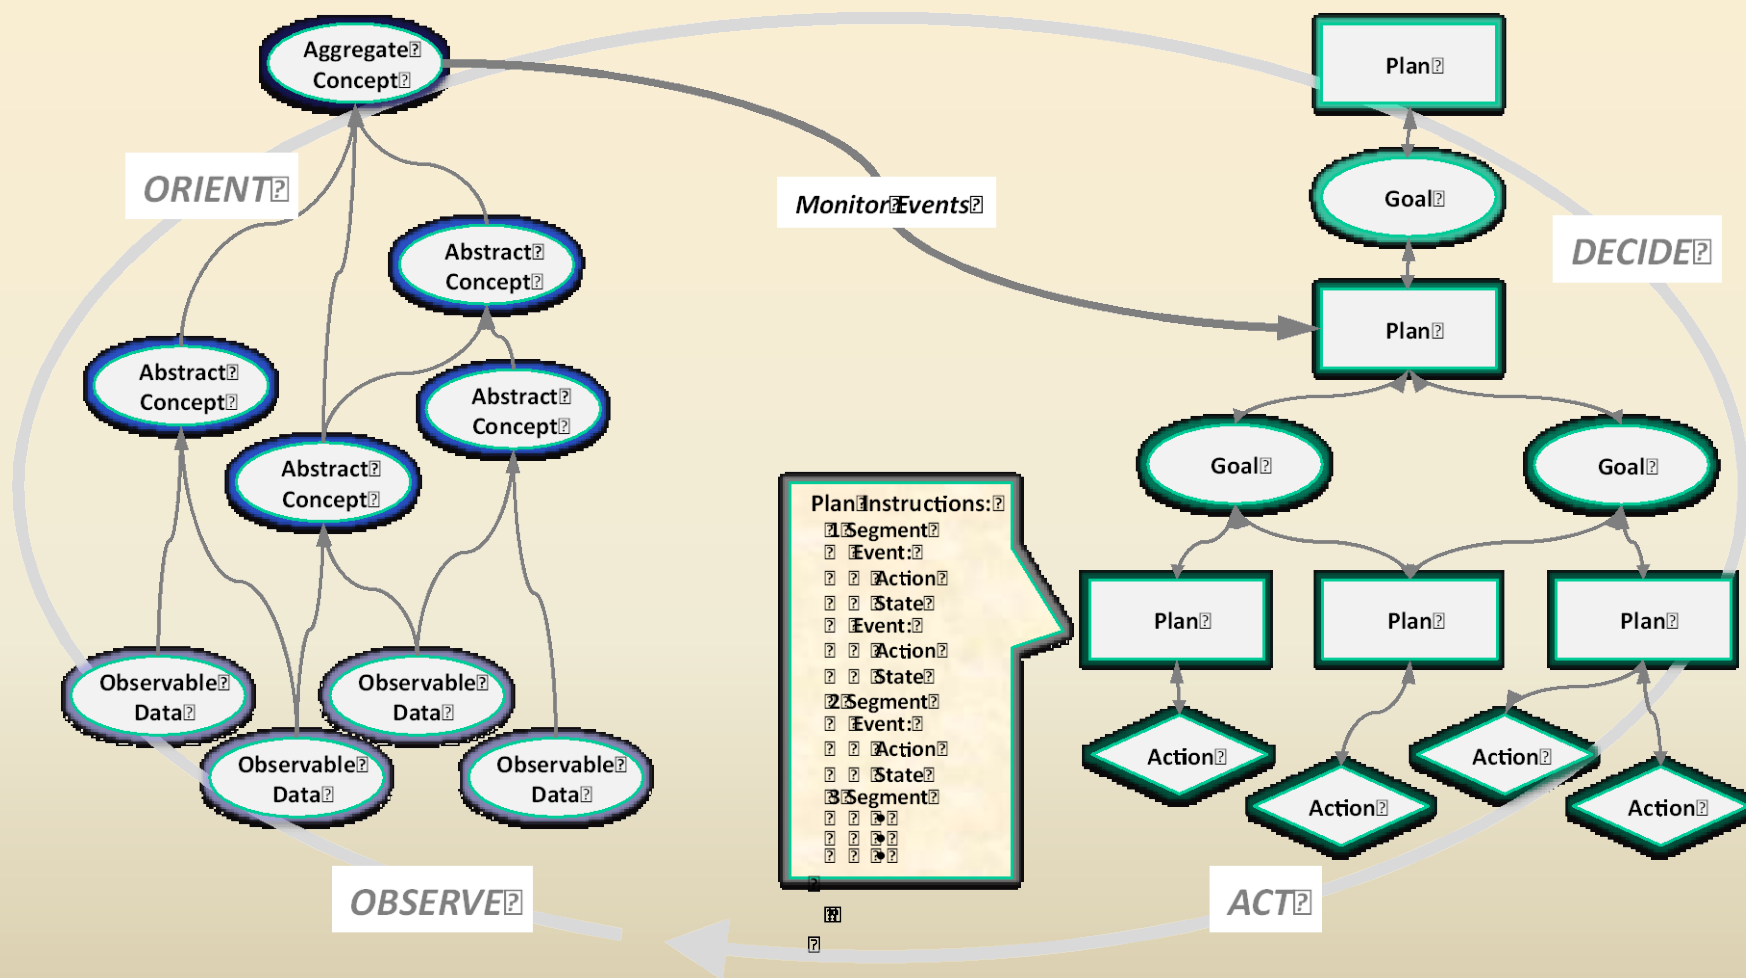 Aggregate
Concept
Plan
ORIENT
Monitor Events
Goal
DECIDE
Abstract
Concept
Plan
Abstract
Concept
Abstract
Concept
Abstract
Concept
Goal
Goal
Plan Instructions:
1 Segment
Event:
Action
State
Event:
Action
State
2 Segment
Event:
Action
State
3 Segment
•
•
•
Plan
Plan
Plan
Observable
Data
Observable
Data
Observable
Data
Observable
Data
Action
Action
Action
Action
OBSERVE
ACT